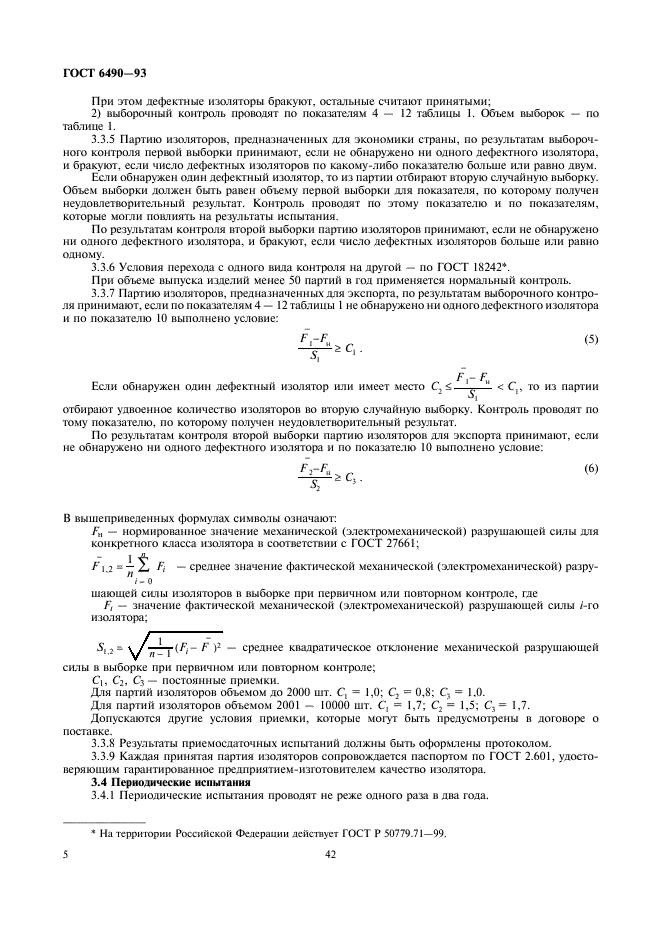 ГОСТ 6490—93
При этом дефектные изоляторы бракуют, остальные считают принятыми;
2) выборочный контроль проводят по показателям 4 — 12 таблицы 1. Объем выборок — по
таблице 1.
3.3.5 Партию изоляторов, предназначенных для экономики страны, по результатам выбороч-
ного контроля первой выборки принимают, если не обнаружено ни одного дефектного изолятора,
и бракуют, если число дефектных изоляторов по какому-либо показателю больше или равно двум.
Если обнаружен один дефектный изолятор, то из партии отбирают вторую случайную выборку.
Объем выборки должен быть равен объему первой выборки для показателя, по которому получен
неудовлетворительный результат. Контроль проводят по этому показателю и по показателям,
которые могли повлиять на результаты испытания.
По результатам контроля второй выборки партию изоляторов принимают, если не обнаружено
ни одного дефектного изолятора, и бракуют, если число дефектных изоляторов больше или равно
одному.
3.3.6 Условия перехода с одного вида контроля на другой — по ГОСТ 18242*.
При объеме выпуска изделий менее 50 партий в год применяется нормальный контроль.
3.3.7 Партию изоляторов, предназначенных для экспорта, по результатам выборочного контро-
ля принимают, если по показателям 4 — 12 таблицы 1 не обнаружено ни одного дефектного изолятора
и по показателю 10 выполнено условие:
(F̄₁–Fн)/S₁ ≥ C₁ . (5)
Если обнаружен один дефектный изолятор или имеет место C₂ ≤ (F̄₁– Fн)/S₁ < C₁, то из партии
отбирают удвоенное количество изоляторов во вторую случайную выборку. Контроль проводят по
тому показателю, по которому получен неудовлетворительный результат.
По результатам контроля второй выборки партию изоляторов для экспорта принимают, если
не обнаружено ни одного дефектного изолятора и по показателю 10 выполнено условие:
(F̄₂–Fн)/S₂ ≥ C₃ . (6)
В вышеприведенных формулах символы означают:
Fн — нормированное значение механической (электромеханической) разрушающей силы для
конкретного класса изолятора в соответствии с ГОСТ 27661;
F̄₁,₂ = 1/n ∑ⁿ i = 0 Fi — среднее значение фактической механической (электромеханической) разру-
шающей силы изоляторов в выборке при первичном или повторном контроле, где
Fi — значение фактической механической (электромеханической) разрушающей силы i-го
изолятора;
S₁,₂ = √(1/(n – 1) (Fi – F̄ )²) — среднее квадратическое отклонение механической разрушающей
силы в выборке при первичном или повторном контроле;
C₁, C₂, C₃ — постоянные приемки.
Для партий изоляторов объемом до 2000 шт. C₁ = 1,0; C₂ = 0,8; C₃ = 1,0.
Для партий изоляторов объемом 2001 — 10000 шт. C₁ = 1,7; C₂ = 1,5; C₃ = 1,7.
Допускаются другие условия приемки, которые могут быть предусмотрены в договоре о
поставке.
3.3.8 Результаты приемосдаточных испытаний должны быть оформлены протоколом.
3.3.9 Каждая принятая партия изоляторов сопровождается паспортом по ГОСТ 2.601, удосто-
веряющим гарантированное предприятием-изготовителем качество изолятора.
3.4 Периодические испытания
3.4.1 Периодические испытания проводят не реже одного раза в два года.
* На территории Российской Федерации действует ГОСТ Р 50779.71—99.
5 42